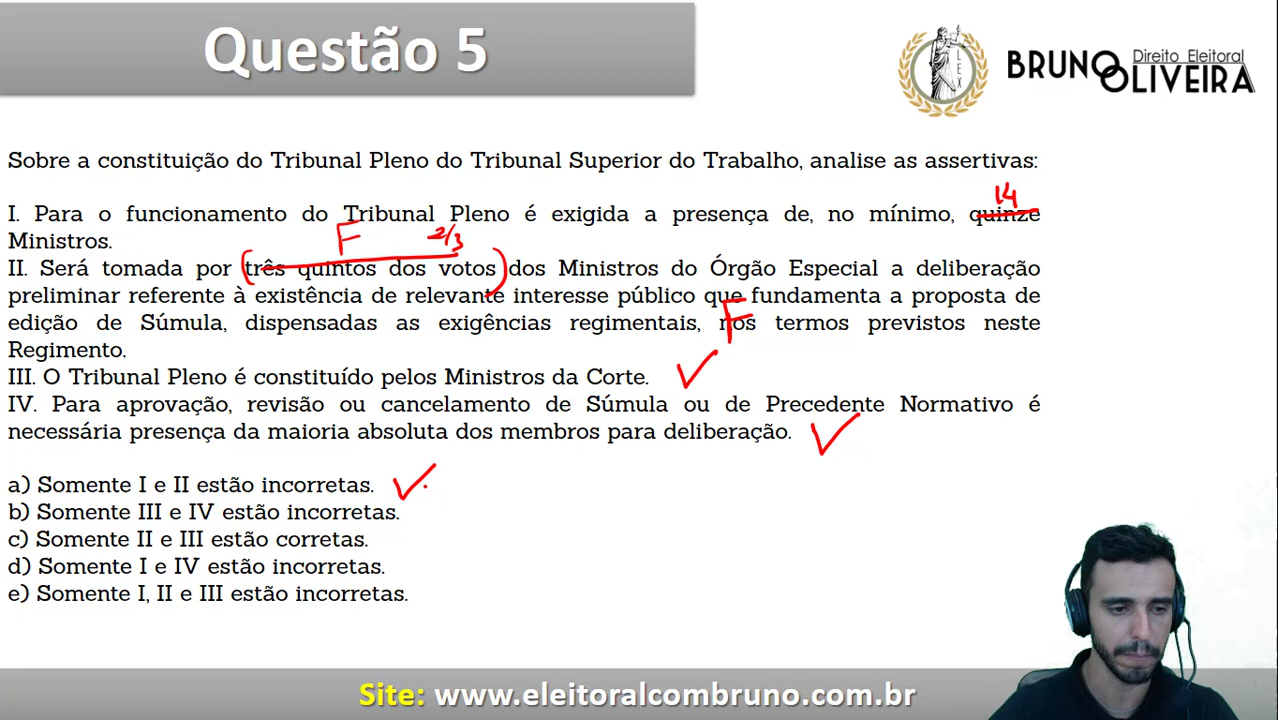 Questão 5
LEX
BRUNO OLIVEIRA
Direito Eleitoral
Sobre a constituição do Tribunal Pleno do Tribunal Superior do Trabalho, analise as assertivas:
14
I. Para o funcionamento do Tribunal Pleno é exigida a presença de, no mínimo, quinze
Ministros.
F 2/3
II. Será tomada por (três quintos dos votos) dos Ministros do Órgão Especial a deliberação
preliminar referente à existência de relevante interesse público que fundamenta a proposta de
edição de Súmula, dispensadas as exigências regimentais, nos termos previstos neste
F
Regimento.
III. O Tribunal Pleno é constituído pelos Ministros da Corte.
IV. Para aprovação, revisão ou cancelamento de Súmula ou de Precedente Normativo é
necessária presença da maioria absoluta dos membros para deliberação.
a) Somente I e II estão incorretas.
b) Somente III e IV estão incorretas.
c) Somente II e III estão corretas.
d) Somente I e IV estão incorretas.
e) Somente I, II e III estão incorretas.
Site: www.eleitoralcombruno.com.br